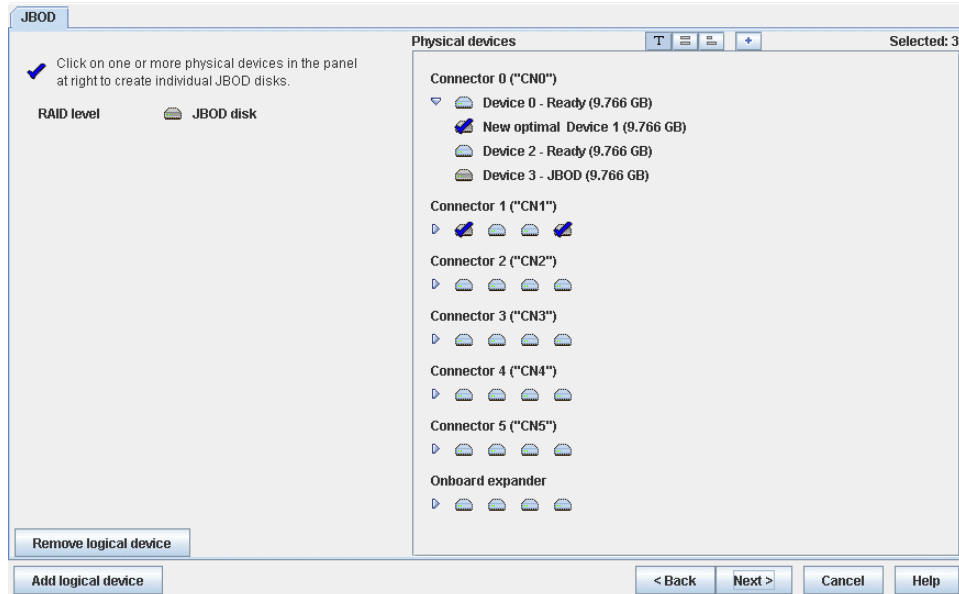 JBOD
Physical devices
T
+
Selected: 3
Click on one or more physical devices in the panel
at right to create individual JBOD disks.
RAID level
JBOD disk
Connector 0 ("CN0")
Device 0 - Ready (9.766 GB)
New optimal Device 1 (9.766 GB)
Device 2 - Ready (9.766 GB)
Device 3 - JBOD (9.766 GB)
Connector 1 ("CN1")
Connector 2 ("CN2")
Connector 3 ("CN3")
Connector 4 ("CN4")
Connector 5 ("CN5")
Onboard expander
Remove logical device
Add logical device
< Back
Next >
Cancel
Help